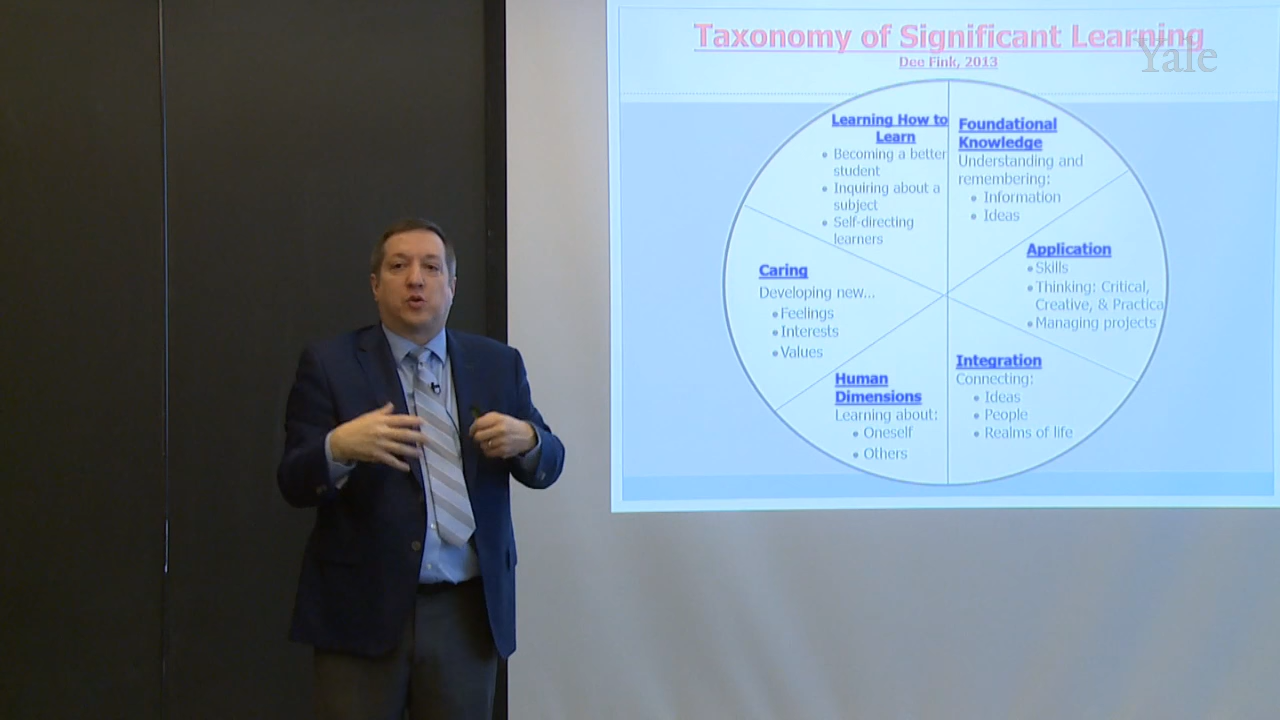 Taxonomy of Significant Learning
Dee Fink, 2013
Yale
Learning How to
Learn
• Becoming a better
student
• Inquiring about a
subject
• Self-directing
learners
Foundational
Knowledge
Understanding and
remembering:
• Information
• Ideas
Application
• Skills
• Thinking: Critical,
Creative, & Practica
• Managing projects
Integration
Connecting:
• Ideas
• People
• Realms of life
Human
Dimensions
Learning about:
• Oneself
• Others
Caring
Developing new...
• Feelings
• Interests
• Values